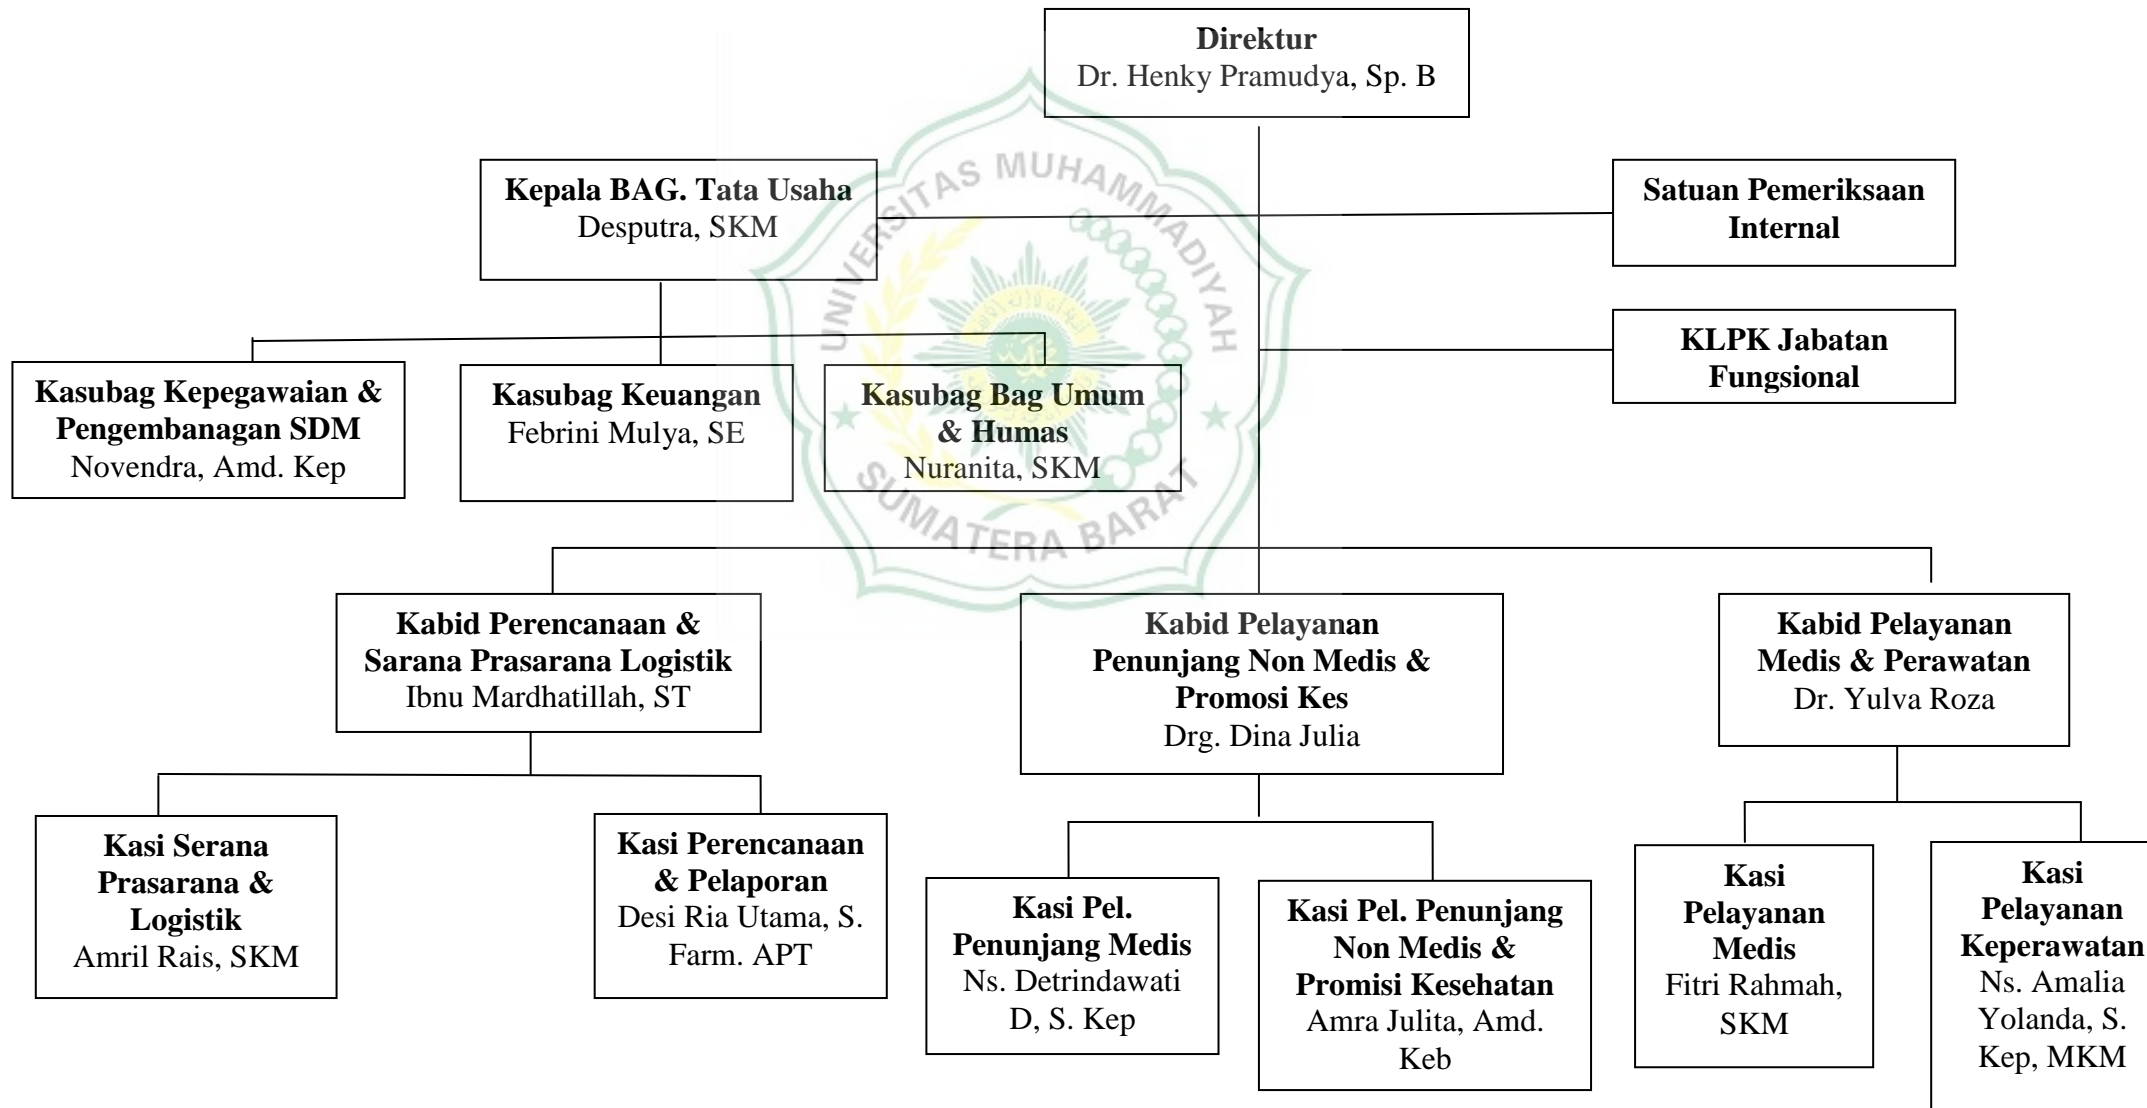 Direktur
Dr. Henky Pramudya, Sp. B
Kepala BAG. Tata Usaha
Desputra, SKM
Satuan Pemeriksaan
Internal
KLPK Jabatan
Fungsional
UNIVERSITAS MUHAMMADIYAH
SUMATERA BARAT
Kasubag Kepegawaian &
Pengembanagan SDM
Novendra, Amd. Kep
Kasubag Keuangan
Febrini Mulya, SE
Kasubag Bag Umum
& Humas
Nuranita, SKM
Kabid Perencanaan &
Sarana Prasarana Logistik
Ibnu Mardhatillah, ST
Kabid Pelayanan
Penunjang Non Medis &
Promosi Kes
Drg. Dina Julia
Kabid Pelayanan
Medis & Perawatan
Dr. Yulva Roza
Kasi Serana
Prasarana &
Logistik
Amril Rais, SKM
Kasi Perencanaan
& Pelaporan
Desi Ria Utama, S.
Farm. APT
Kasi Pel.
Penunjang Medis
Ns. Detrindawati
D, S. Kep
Kasi Pel. Penunjang
Non Medis &
Promisi Kesehatan
Amra Julita, Amd.
Keb
Kasi
Pelayanan
Medis
Fitri Rahmah,
SKM
Kasi
Pelayanan
Keperawatan
Ns. Amalia
Yolanda, S.
Kep, MKM